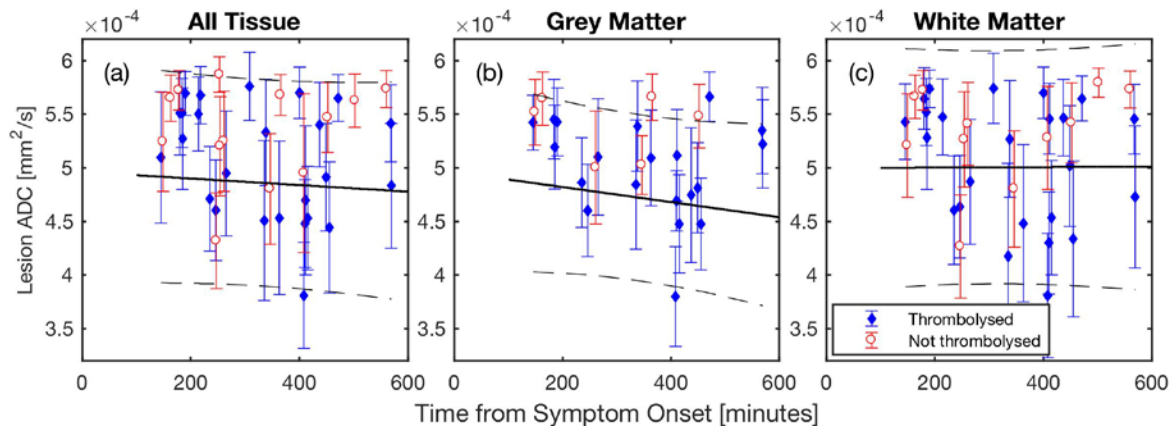 All Tissue
Grey Matter
White Matter
×10⁻⁴
×10⁻⁴
×10⁻⁴
(a)
(b)
(c)
6
5.5
5
4.5
4
3.5
6
5.5
5
4.5
4
3.5
6
5.5
5
4.5
4
3.5
Lesion ADC [mm²/s]
Thrombolysed
Not thrombolysed
0 200 400 600
0 200 400 600
0 200 400 600
Time from Symptom Onset [minutes]